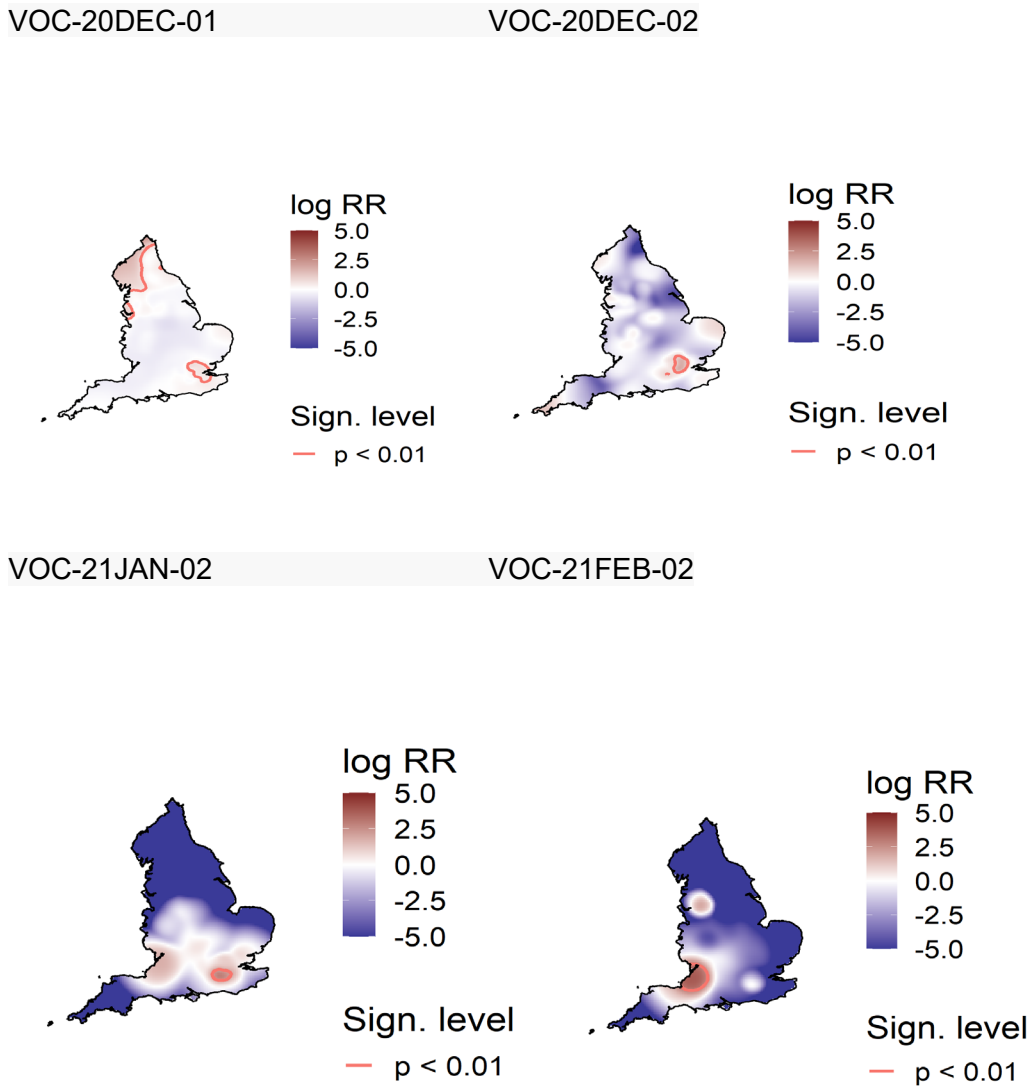 VOC-20DEC-01
VOC-20DEC-02
log RR
5.0
2.5
0.0
-2.5
-5.0
Sign. level
p < 0.01
log RR
5.0
2.5
0.0
-2.5
-5.0
Sign. level
p < 0.01
VOC-21JAN-02
VOC-21FEB-02
log RR
5.0
2.5
0.0
-2.5
-5.0
Sign. level
p < 0.01
log RR
5.0
2.5
0.0
-2.5
-5.0
Sign. level
p < 0.01